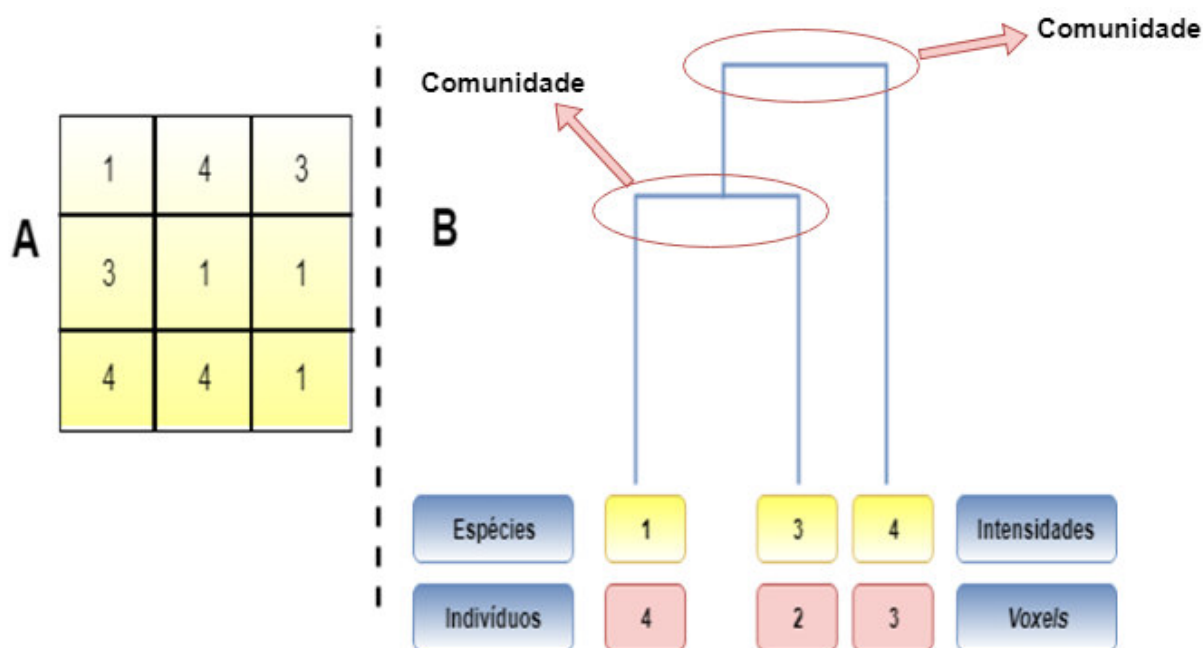 Comunidade
Comunidade
A
1 4 3
3 1 1
4 4 1
B
Espécies 1 3 4 Intensidades
Indivíduos 4 2 3 Voxels